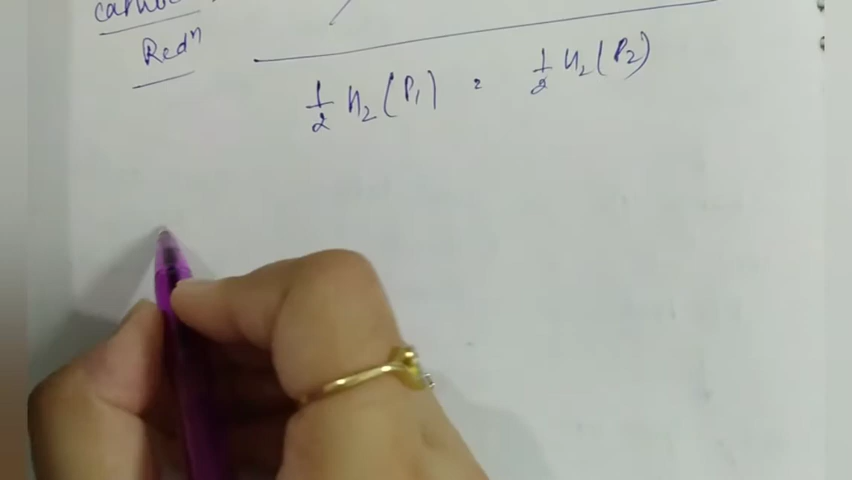 Redⁿ
1/2 H₂ (P₁) = 1/2 H₂ (P₂)